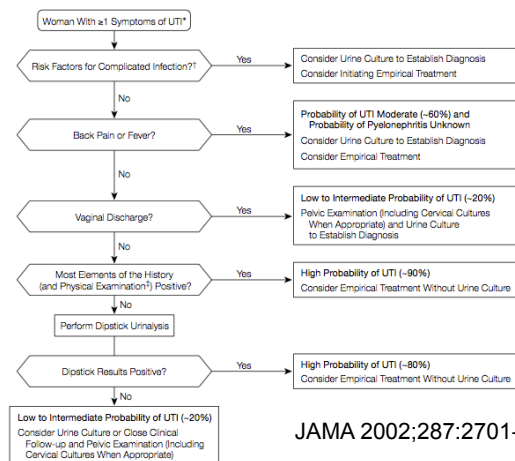 Woman With ≥1 Symptoms of UTI*
Risk Factors for Complicated Infection?†
Yes
Consider Urine Culture to Establish Diagnosis
Consider Initiating Empirical Treatment
No
Back Pain or Fever?
Yes
Probability of UTI Moderate (~60%) and
Probability of Pyelonephritis Unknown
Consider Urine Culture to Establish Diagnosis
Consider Empirical Treatment
No
Vaginal Discharge?
Yes
Low to Intermediate Probability of UTI (~20%)
Pelvic Examination (Including Cervical Cultures
When Appropriate) and Urine Culture
to Establish Diagnosis
No
Most Elements of the History
(and Physical Examination‡) Positive?
Yes
High Probability of UTI (~90%)
Consider Empirical Treatment Without Urine Culture
No
Perform Dipstick Urinalysis
Dipstick Results Positive?
Yes
High Probability of UTI (~80%)
Consider Empirical Treatment Without Urine Culture
No
Low to Intermediate Probability of UTI (~20%)
Consider Urine Culture or Close Clinical
Follow-up and Pelvic Examination (Including
Cervical Cultures When Appropriate)
JAMA 2002;287:2701-